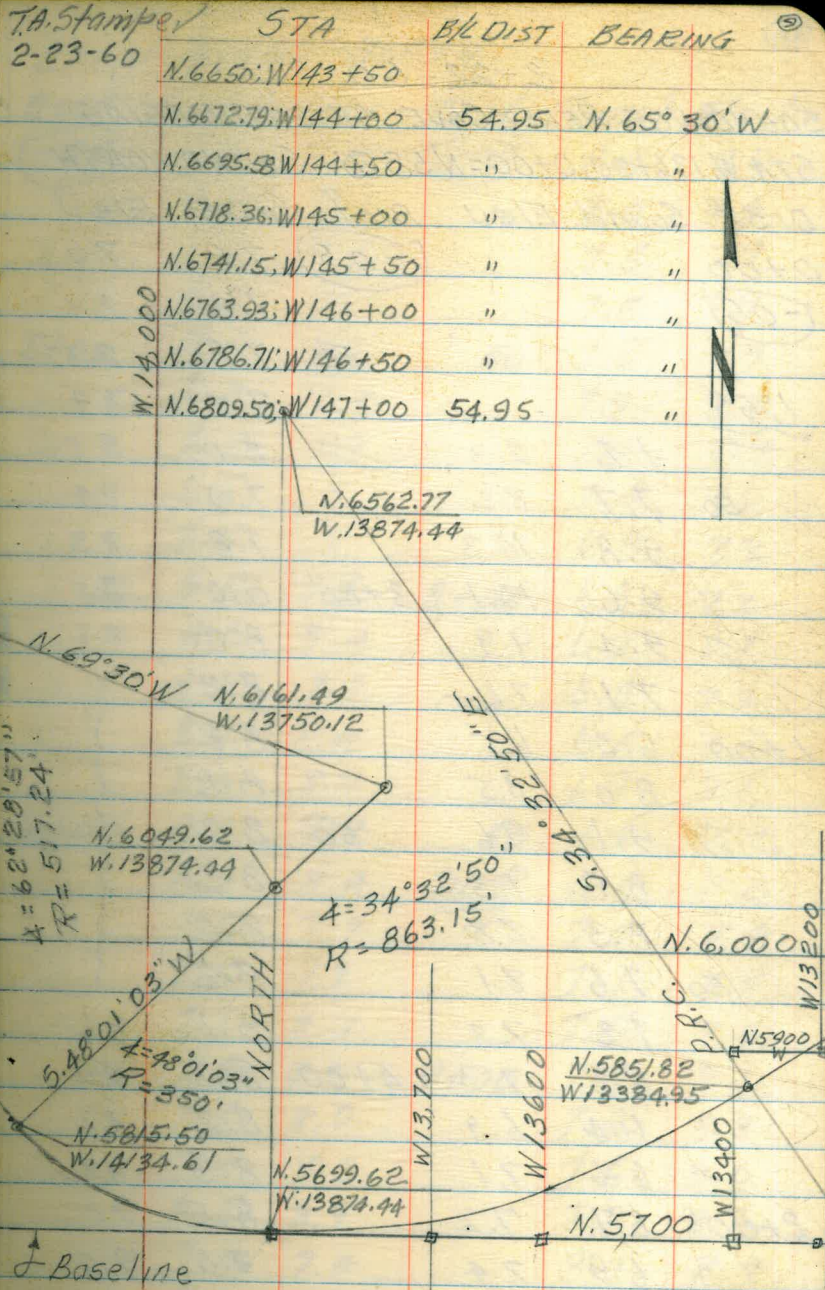 T.A. Stamper STA B/L DIST BEARING 9
2-23-60
N.6650; W143+50
N.6672.79; W144+00 54.95 N. 65° 30' W
N.6695.58 W144+50 " "
N.6718.36; W145+00 " "
N.6741.15; W145+50 " "
N.6763.93; W146+00 " "
N.6786.71; W146+50 " "
N.6809.50; W147+00 54.95 "
W.14,000
N
N.6562.77
W.13874.44
N. 69°30' W
N.6161.49
W.13750.12
S.34°32'50" E
Δ=62°28'57"
R=517.24'
N.6049.62
W.13874.44
Δ=34°32'50"
R=863.15'
N.6,000
W13200
S.48°01'03" W
NORTH
P.R.C.
N5900
W
Δ=48°01'03"
R=350'
W13,700
W13600
N.5851.82
W13384.95
N.5815.50
W.14134.61
W13400
N.5699.62
W.13874.44
N.5,700
Baseline